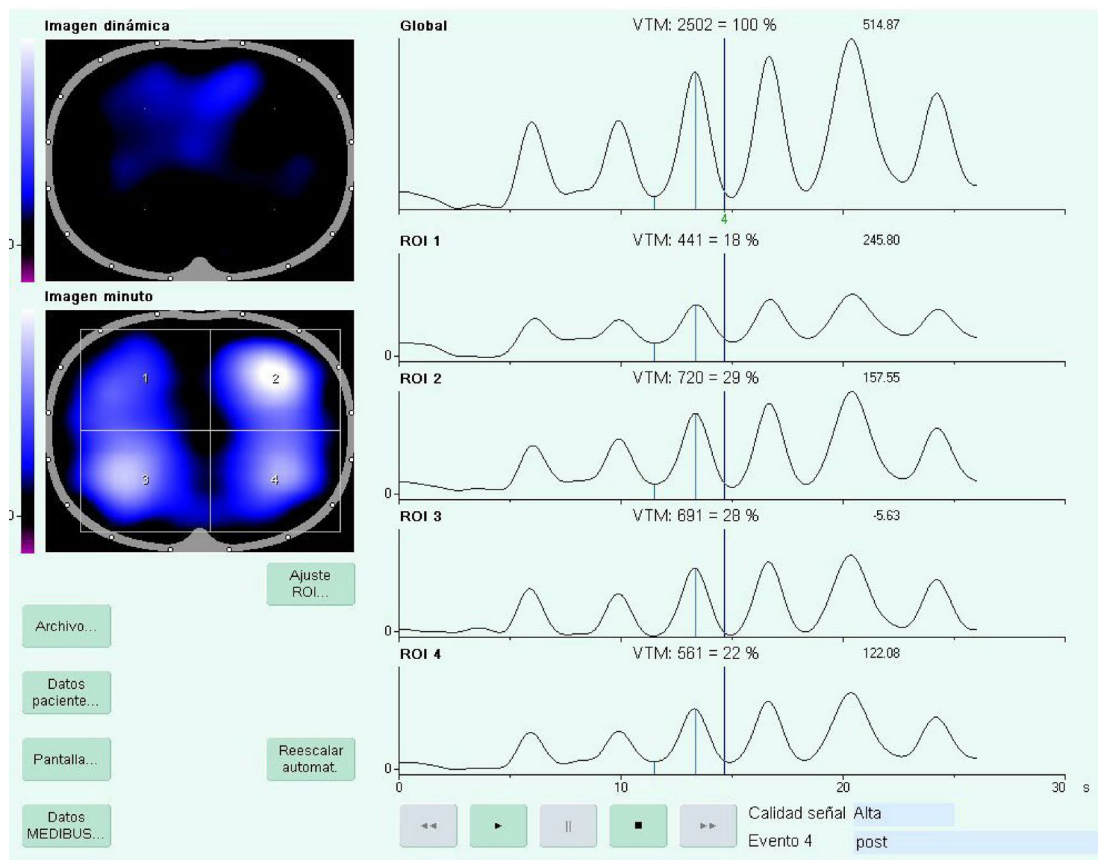 Imagen dinámica
0
Imagen minuto
1 2
3 4
Ajuste
ROI...
Archivo...
Datos
paciente...
Pantalla...
Reescalar
automat.
Datos
MEDIBUS...
Global VTM: 2502 = 100 % 514.87
4
ROI 1 VTM: 441 = 18 % 245.80
0
ROI 2 VTM: 720 = 29 % 157.55
0
ROI 3 VTM: 691 = 28 % -5.63
0
ROI 4 VTM: 561 = 22 % 122.08
0
0 10 20 30 s
Calidad señal Alta
Evento 4 post